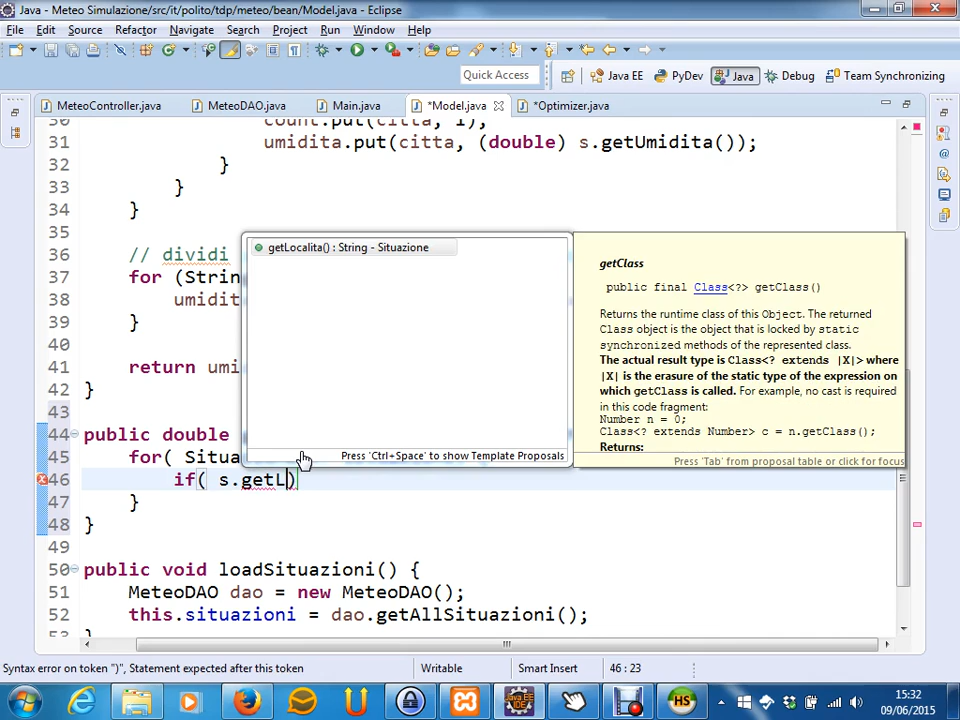 Java - Meteo Simulazione/src/it/polito/tdp/meteo/bean/Model.java - Eclipse
File Edit Source Refactor Navigate Search Project Run Window Help
Quick Access Java EE PyDev Java Debug Team Synchronizing
MeteoController.java MeteoDAO.java Main.java *Model.java *Optimizer.java
30 count.put(citta, 1);
31 umidita.put(citta, (double) s.getUmidita());
32 }
33 }
34 }
36 // dividi
37 for (Strin
38 umidit
39 }
40
41 return umi
42 }
43
44 public double
45 for( Situa
46 if( s.getL)
47 }
48 }
49
50 public void loadSituazioni() {
51 MeteoDAO dao = new MeteoDAO();
52 this.situazioni = dao.getAllSituazioni();
53 }
getLocalita() : String - Situazione
Press 'Ctrl+Space' to show Template Proposals
getClass
public final Class<?> getClass()
Returns the runtime class of this Object. The returned
Class object is the object that is locked by static
synchronized methods of the represented class.
The actual result type is Class<? extends |X|> where
|X| is the erasure of the static type of the expression on
which getClass is called. For example, no cast is required
in this code fragment:
Number n = 0;
Class<? extends Number> c = n.getClass();
Returns:
Press 'Tab' from proposal table or click for focus
Syntax error on token ")", Statement expected after this token Writable Smart Insert 46 : 23
15:32
09/06/2015